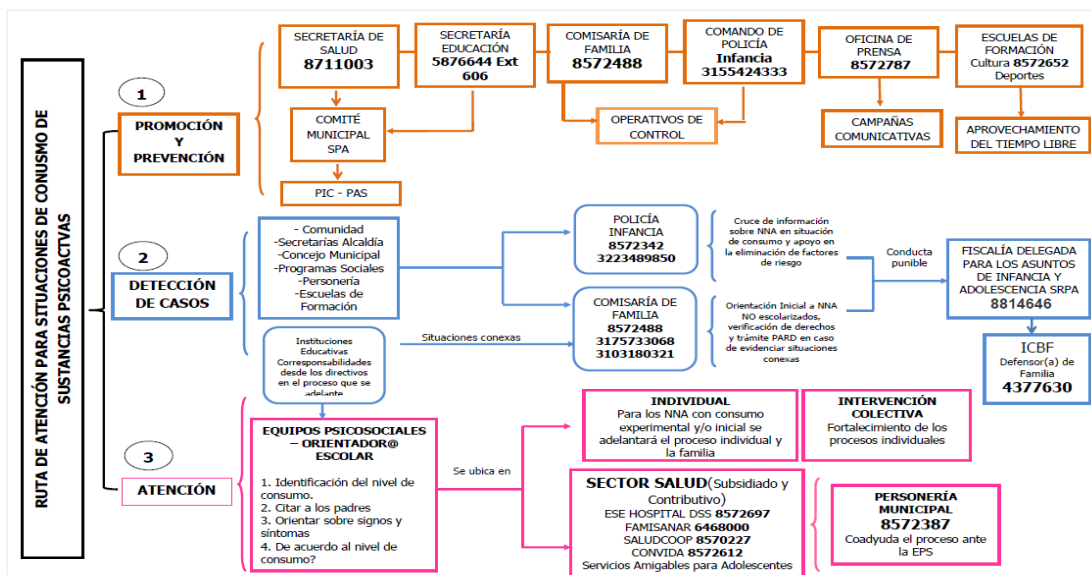 RUTA DE ATENCIÓN PARA SITUACIONES DE CONUSMO DE
SUSTANCIAS PSICOACTIVAS
1
PROMOCIÓN
Y
PREVENCIÓN
SECRETARÍA DE
SALUD
8711003
SECRETARÍA
EDUCACIÓN
5876644 Ext
606
COMISARÍA DE
FAMILIA
8572488
COMANDO DE
POLICÍA
Infancia
3155424333
OFICINA DE
PRENSA
8572787
ESCUELAS DE
FORMACIÓN
Cultura 8572652
Deportes
COMITÉ
MUNICIPAL
SPA
OPERATIVOS DE
CONTROL
CAMPAÑAS
COMUNICATIVAS
APROVECHAMIENTO
DEL TIEMPO LIBRE
PIC - PAS
2
DETECCIÓN
DE CASOS
- Comunidad
-Secretarías Alcaldía
-Concejo Municipal
-Programas Sociales
-Personería
-Escuelas de
Formación
POLICÍA
INFANCIA
8572342
3223489850
Cruce de información
sobre NNA en situación
de consumo y apoyo en
la eliminación de factores
de riesgo
Conducta
punible
FISCALÍA DELEGADA
PARA LOS ASUNTOS
DE INFANCIA Y
ADOLESCENCIA SRPA
8814646
Instituciones
Educativas
Corresponsabilidades
desde los directivos
en el proceso que se
adelante
Situaciones conexas
COMISARÍA DE
FAMILIA
8572488
3175733068
3103180321
Orientación Inicial a NNA
NO escolarizados,
verificación de derechos
y trámite PARD en caso
de evidenciar situaciones
conexas
ICBF
Defensor(a) de
Familia
4377630
3
ATENCIÓN
EQUIPOS PSICOSOCIALES
– ORIENTADOR@
ESCOLAR
1. Identificación del nivel de
consumo.
2. Citar a los padres
3. Orientar sobre signos y
síntomas
4. De acuerdo al nivel de
consumo?
Se ubica en
INDIVIDUAL
Para los NNA con consumo
experimental y/o inicial se
adelantará el proceso individual y
la familia
INTERVENCIÓN
COLECTIVA
Fortalecimiento de los
procesos individuales
SECTOR SALUD(Subsidiado y
Contributivo)
ESE HOSPITAL DSS 8572697
FAMISANAR 6468000
SALUDCOOP 8570227
CONVIDA 8572612
Servicios Amigables para Adolescentes
PERSONERÍA
MUNICIPAL
8572387
Coadyuda el proceso ante
la EPS